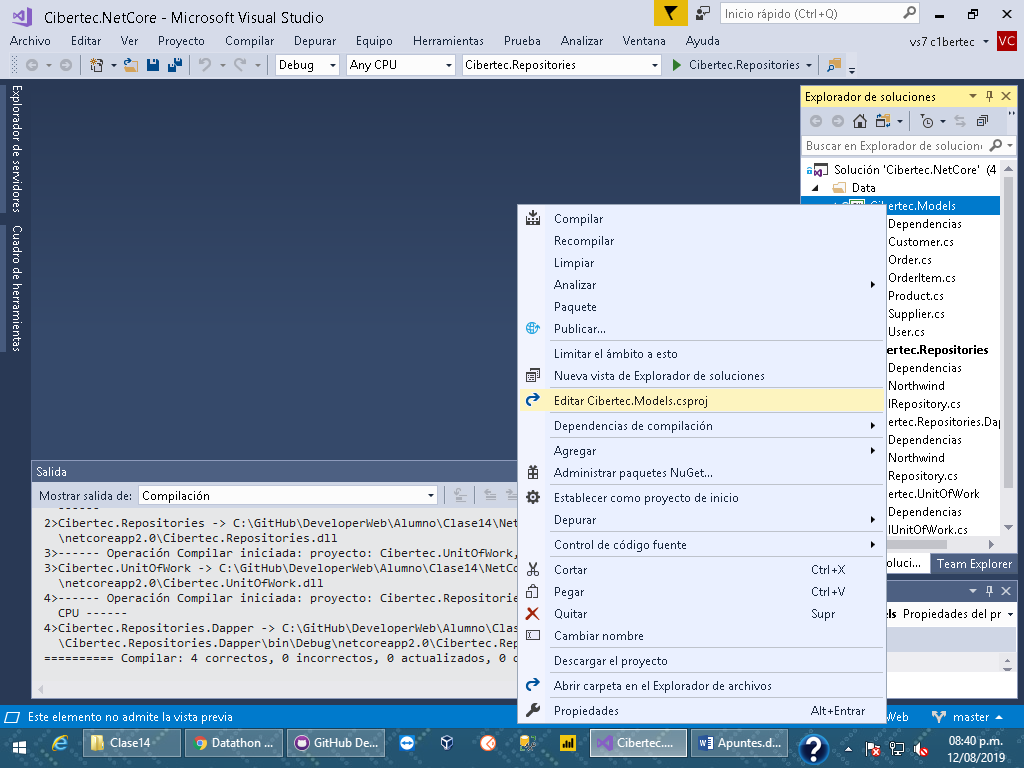 Cibertec.NetCore - Microsoft Visual Studio
Inicio rápido (Ctrl+Q)
Archivo Editar Ver Proyecto Compilar Depurar Equipo Herramientas Prueba Analizar Ventana Ayuda
vs7 c1bertec VC
Debug Any CPU Cibertec.Repositories Cibertec.Repositories
Explorador de servidores
Cuadro de herramientas
Explorador de soluciones
Buscar en Explorador de solucion
Solución 'Cibertec.NetCore' (4
Data
Cibertec.Models
Dependencias
Customer.cs
Order.cs
OrderItem.cs
Product.cs
Supplier.cs
User.cs
ertec.Repositories
Dependencias
Northwind
IRepository.cs
ertec.Repositories.Dap
Dependencias
Northwind
Repository.cs
ertec.UnitOfWork
Dependencias
IUnitOfWork.cs
oluci... Team Explorer
els Propiedades del pr
Compilar
Recompilar
Limpiar
Analizar
Paquete
Publicar...
Limitar el ámbito a esto
Nueva vista de Explorador de soluciones
Editar Cibertec.Models.csproj
Dependencias de compilación
Agregar
Administrar paquetes NuGet...
Establecer como proyecto de inicio
Depurar
Control de código fuente
Cortar Ctrl+X
Pegar Ctrl+V
Quitar Supr
Cambiar nombre
Descargar el proyecto
Abrir carpeta en el Explorador de archivos
Propiedades Alt+Entrar
Salida
Mostrar salida de: Compilación
------
2>Cibertec.Repositories -> C:\GitHub\DeveloperWeb\Alumno\Clase14\Net
\netcoreapp2.0\Cibertec.Repositories.dll
3>------ Operación Compilar iniciada: proyecto: Cibertec.UnitOfWork,
3>Cibertec.UnitOfWork -> C:\GitHub\DeveloperWeb\Alumno\Clase14\NetCo
\netcoreapp2.0\Cibertec.UnitOfWork.dll
4>------ Operación Compilar iniciada: proyecto: Cibertec.Repositorie
CPU ------
4>Cibertec.Repositories.Dapper -> C:\GitHub\DeveloperWeb\Alumno\Clas
\Cibertec.Repositories.Dapper\bin\Debug\netcoreapp2.0\Cibertec.Rep
========== Compilar: 4 correctos, 0 incorrectos, 0 actualizados, 0 o
Este elemento no admite la vista previa
Web master
Clase14 Datathon ... GitHub De... Cibertec.... Apuntes.d...
08:40 p.m.
12/08/2019